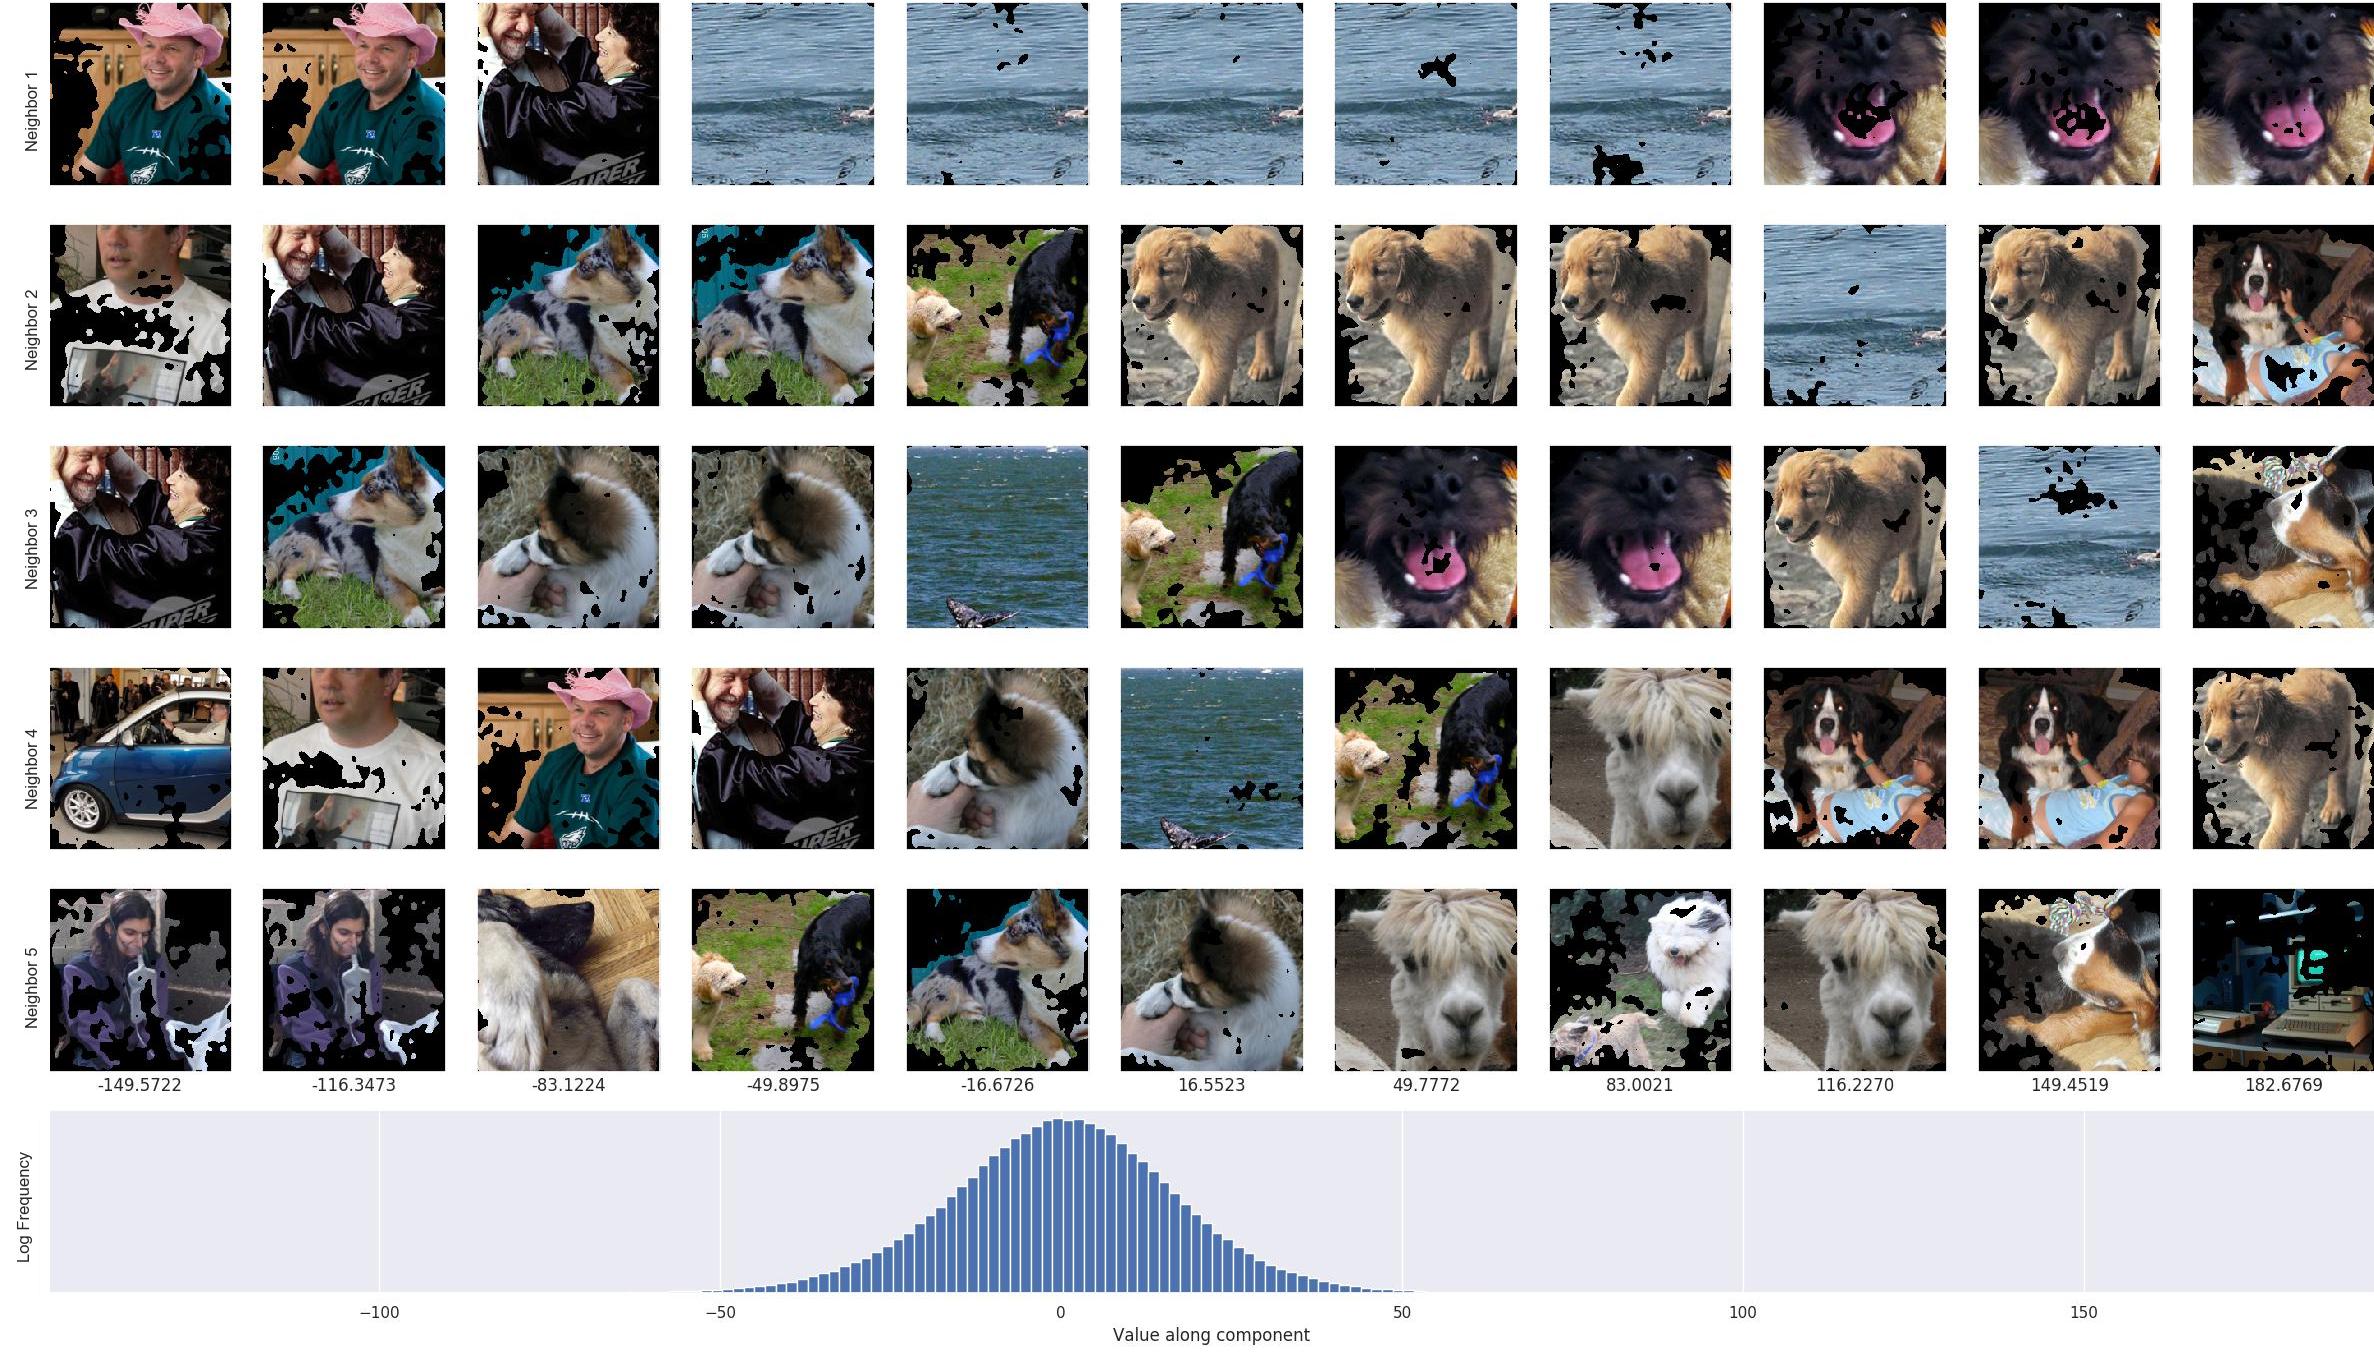 Neighbor 1
Neighbor 2
Neighbor 3
Neighbor 4
Neighbor 5
-149.5722 -116.3473 -83.1224 -49.8975 -16.6726 16.5523 49.7772 83.0021 116.2270 149.4519 182.6769
Log Frequency
−100 −50 0 50 100 150
Value along component